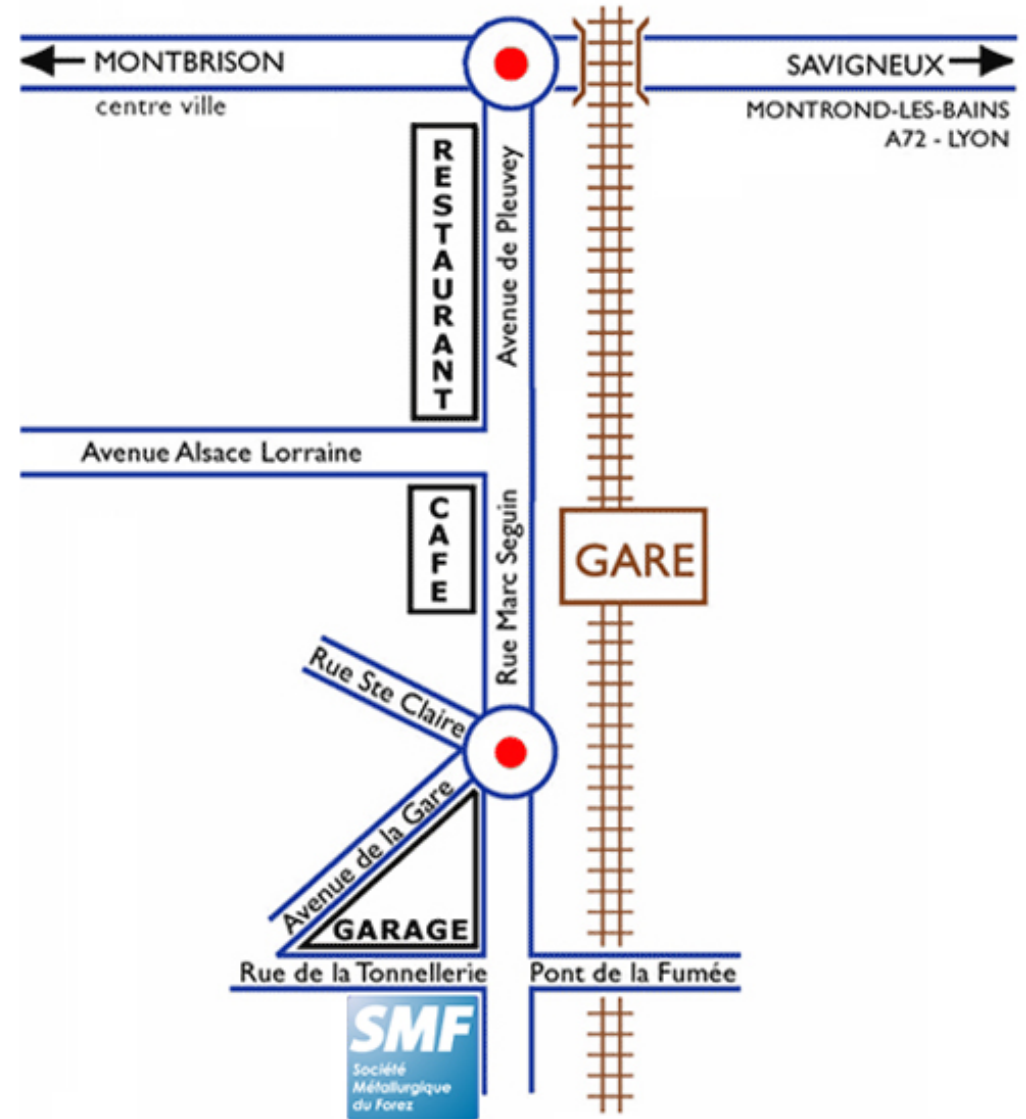 MONTBRISON
centre ville
SAVIGNEUX
MONTROND-LES-BAINS
A72 - LYON
RESTAURANT
Avenue de Pleuvey
Avenue Alsace Lorraine
CAFE
Rue Marc Seguin
GARE
Rue Ste Claire
Avenue de la Gare
GARAGE
Rue de la Tonnellerie
Pont de la Fumée
SMF
Société
Métallurgique
du Forez